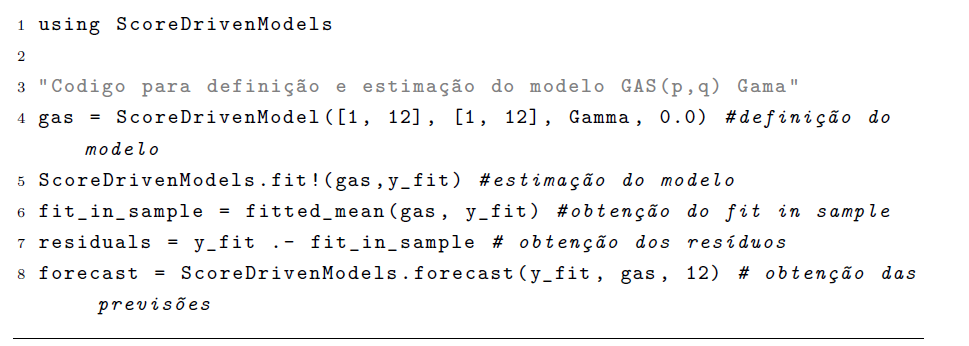 1 using ScoreDrivenModels
2
3 "Codigo para definição e estimação do modelo GAS(p,q) Gama"
4 gas = ScoreDrivenModel([1, 12], [1, 12], Gamma, 0.0) #definição do
modelo
5 ScoreDrivenModels.fit!(gas,y_fit) #estimação do modelo
6 fit_in_sample = fitted_mean(gas, y_fit) #obtenção do fit in sample
7 residuals = y_fit .- fit_in_sample # obtenção dos resíduos
8 forecast = ScoreDrivenModels.forecast(y_fit, gas, 12) # obtenção das
previsões